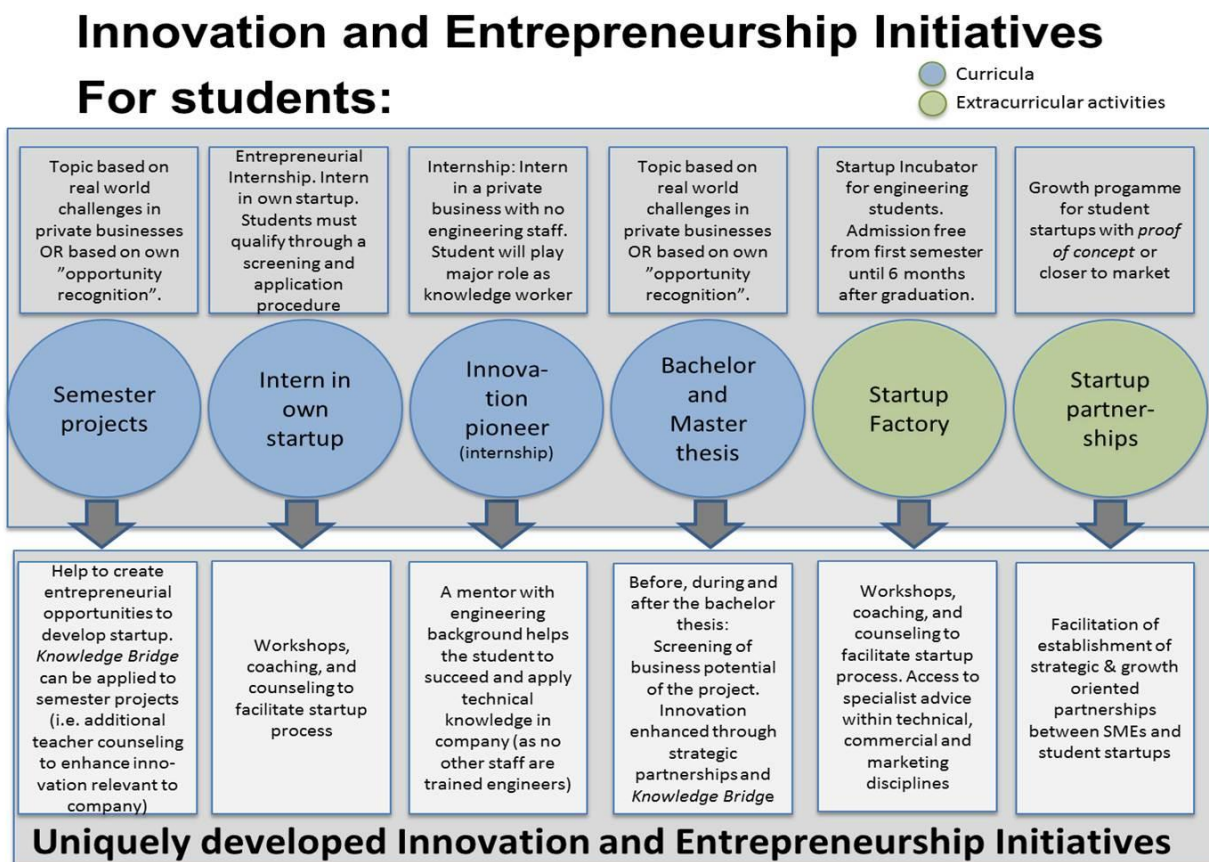 Innovation and Entrepreneurship Initiatives
For students:
Curricula
Extracurricular activities
Topic based on
real world
challenges in
private businesses
OR based on own
”opportunity
recognition”.
Entrepreneurial
Internship. Intern
in own startup.
Students must
qualify through a
screening and
application
procedure
Internship: Intern
in a private
business with no
engineering staff.
Student will play
major role as
knowledge worker
Topic based on
real world
challenges in
private businesses
OR based on own
”opportunity
recognition”.
Startup Incubator
for engineering
students.
Admission free
from first semester
until 6 months
after graduation.
Growth progamme
for student
startups with proof
of concept or
closer to market
Semester
projects
Intern in
own
startup
Innova-
tion
pioneer
(internship)
Bachelor
and
Master
thesis
Startup
Factory
Startup
partner-
ships
Help to create
entrepreneurial
opportunities to
develop startup.
Knowledge Bridge
can be applied to
semester projects
(i.e. additional
teacher counseling
to enhance inno-
vation relevant to
company)
Workshops,
coaching, and
counseling to
facilitate startup
process
A mentor with
engineering
background helps
the student to
succeed and apply
technical
knowledge in
company (as no
other staff are
trained engineers)
Before, during and
after the bachelor
thesis:
Screening of
business potential
of the project.
Innovation
enhanced through
strategic
partnerships and
Knowledge Bridge
Workshops,
coaching, and
counseling to
facilitate startup
process. Access to
specialist advice
within technical,
commercial and
marketing
disciplines
Facilitation of
establishment of
strategic & growth
oriented
partnerships
between SMEs and
student startups
Uniquely developed Innovation and Entrepreneurship Initiatives